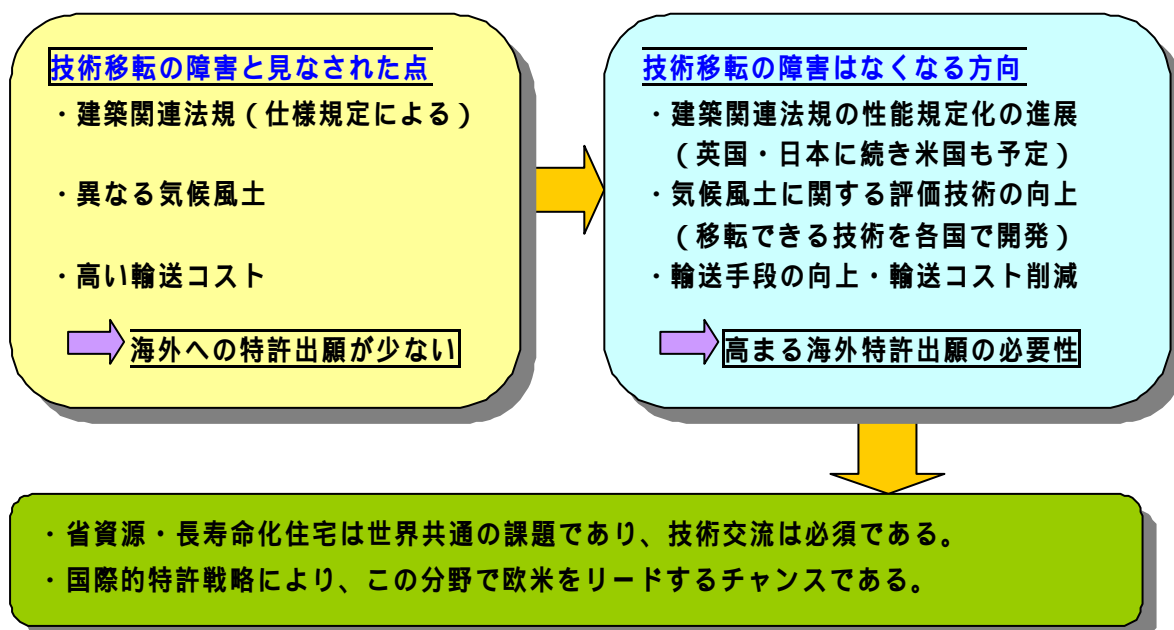 技術移転の障害と見なされた点
・建築関連法規（仕様規定による）
・異なる気候風土
・高い輸送コスト
海外への特許出願が少ない
技術移転の障害はなくなる方向
・建築関連法規の性能規定化の進展
（英国・日本に続き米国も予定）
・気候風土に関する評価技術の向上
（移転できる技術を各国で開発）
・輸送手段の向上・輸送コスト削減
高まる海外特許出願の必要性
・省資源・長寿命化住宅は世界共通の課題であり、技術交流は必須である。
・国際的特許戦略により、この分野で欧米をリードするチャンスである。